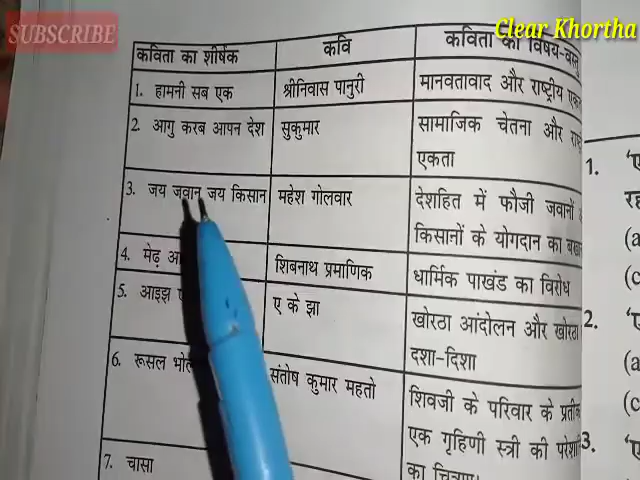 SUBSCRIBE
Clear Khortha
कविता का शीर्षक
कवि
कविता की विषय-वस्तु
1. हामनी सब एक
श्रीनिवास पानुरी
मानवतावाद और राष्ट्रीय
2. आगु करब आपन देश
सुकुमार
सामाजिक चेतना और
एकता
3. जय जवान जय किसान
महेश गोलवार
देशहित में फौजी जवानों
किसानों के योगदान का
4. मेढ़
शिबनाथ प्रमाणिक
धार्मिक पाखंड का विरोध
5. आइझ
ए के झा
खोरठा आंदोलन और खोरठा
दशा-दिशा
6. रूसल
संतोष कुमार महतो
शिवजी के परिवार के
एक गृहिणी स्त्री की
का चित्रण।
7. चासा
1.
(a
(c
2.
(a
(c
3.